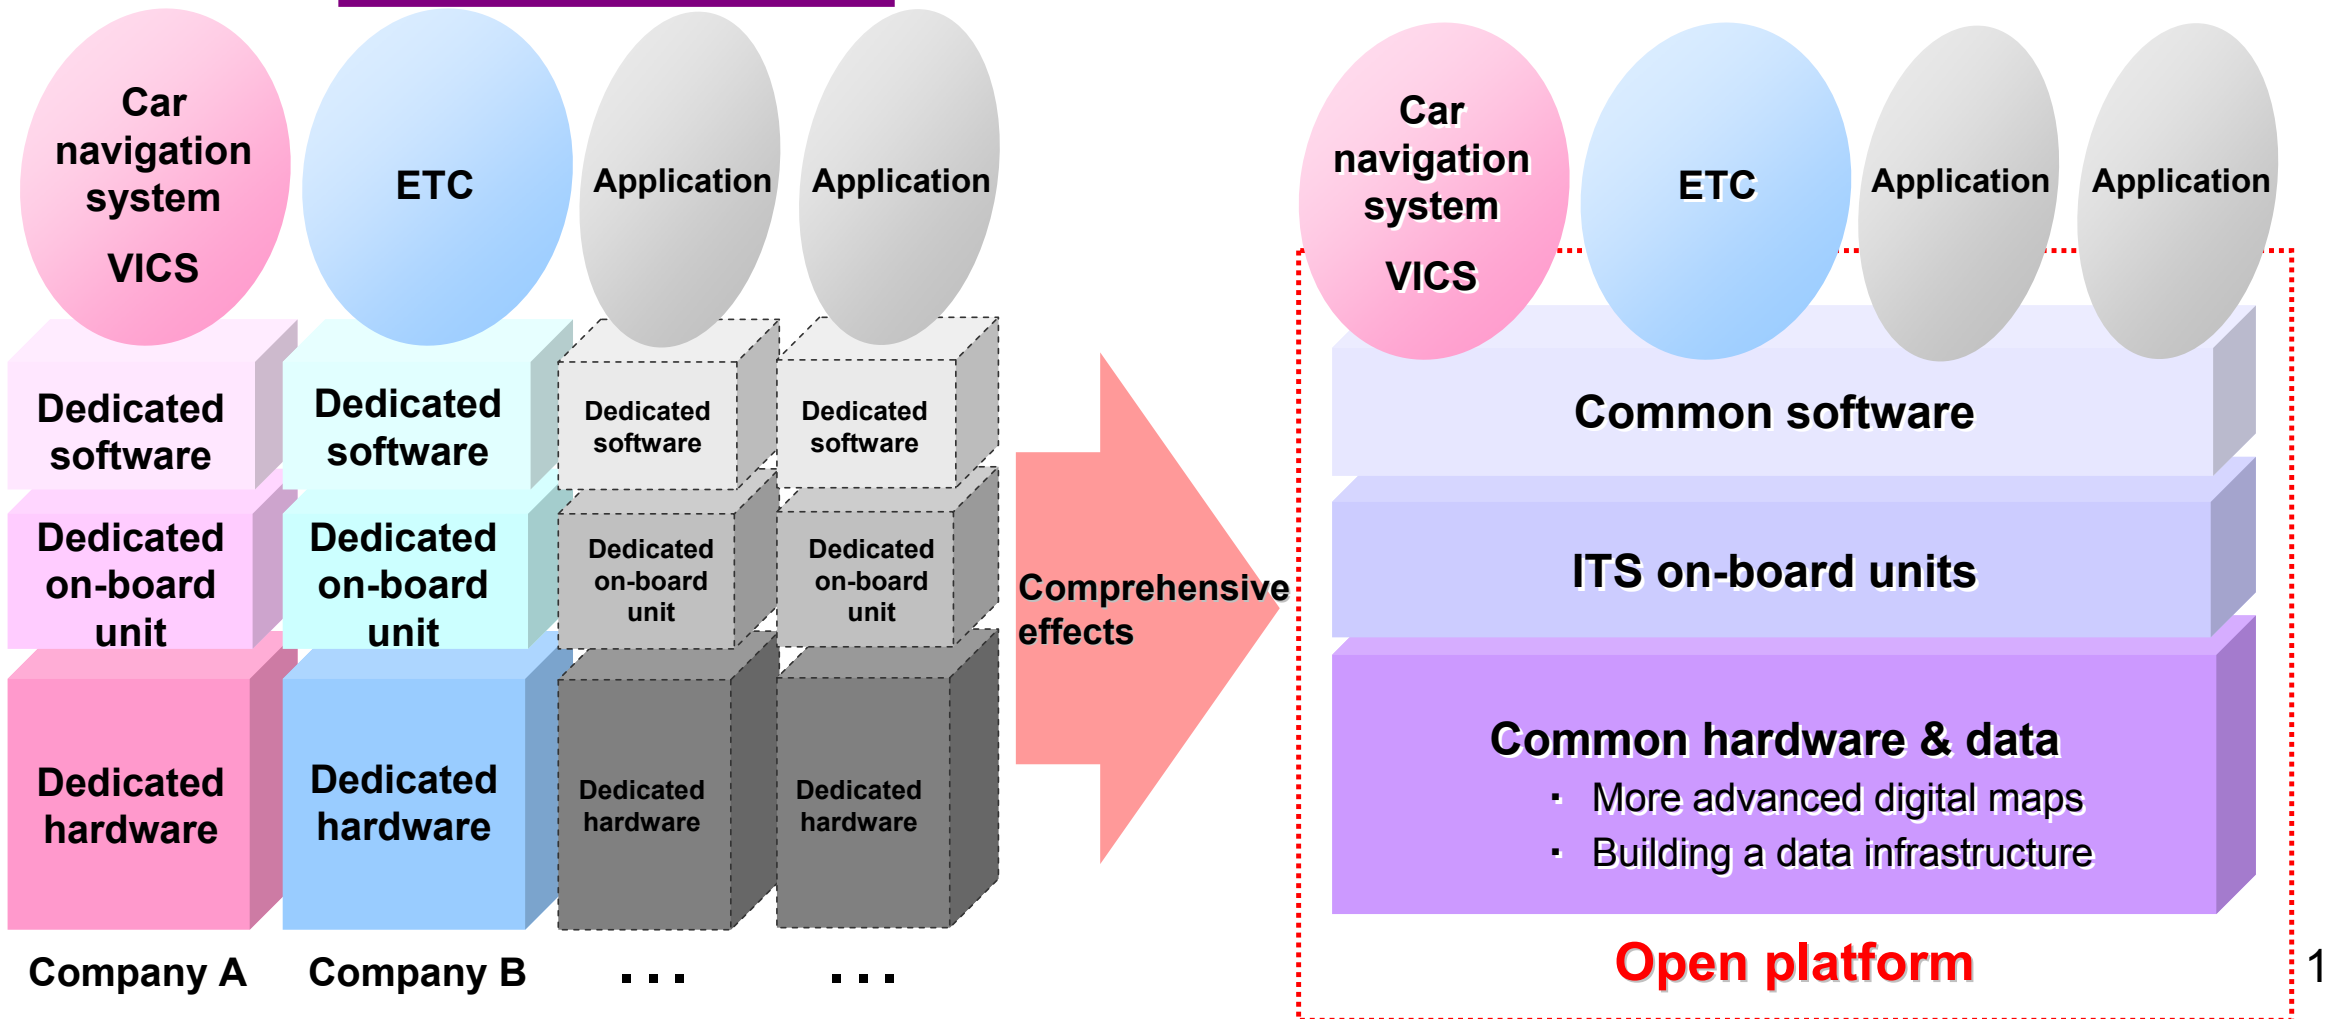 Car
navigation
system
VICS
ETC
Application
Application
Dedicated
software
Dedicated
software
Dedicated
software
Dedicated
software
Dedicated
on-board
unit
Dedicated
on-board
unit
Dedicated
on-board
unit
Dedicated
on-board
unit
Dedicated
hardware
Dedicated
hardware
Dedicated
hardware
Dedicated
hardware
Company A
Company B
...
...
Comprehensive
effects
Car
navigation
system
VICS
ETC
Application
Application
Common software
ITS on-board units
Common hardware & data
・ More advanced digital maps
・ Building a data infrastructure
Open platform
1